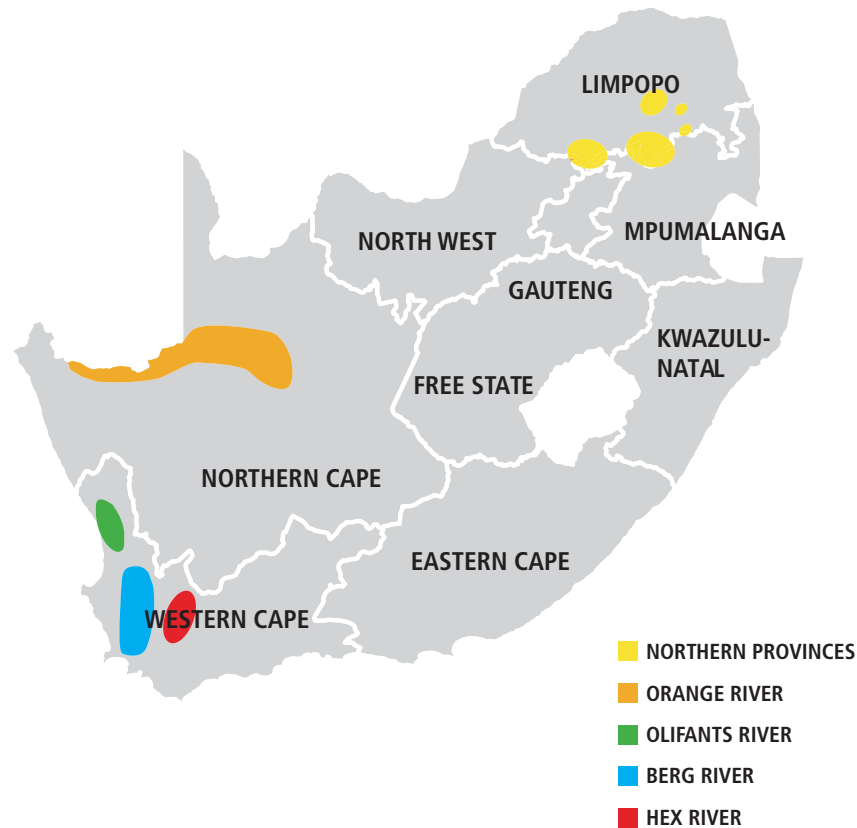 LIMPOPO
NORTH WEST
MPUMALANGA
GAUTENG
KWAZULU-
NATAL
FREE STATE
NORTHERN CAPE
EASTERN CAPE
WESTERN CAPE
NORTHERN PROVINCES
ORANGE RIVER
OLIFANTS RIVER
BERG RIVER
HEX RIVER